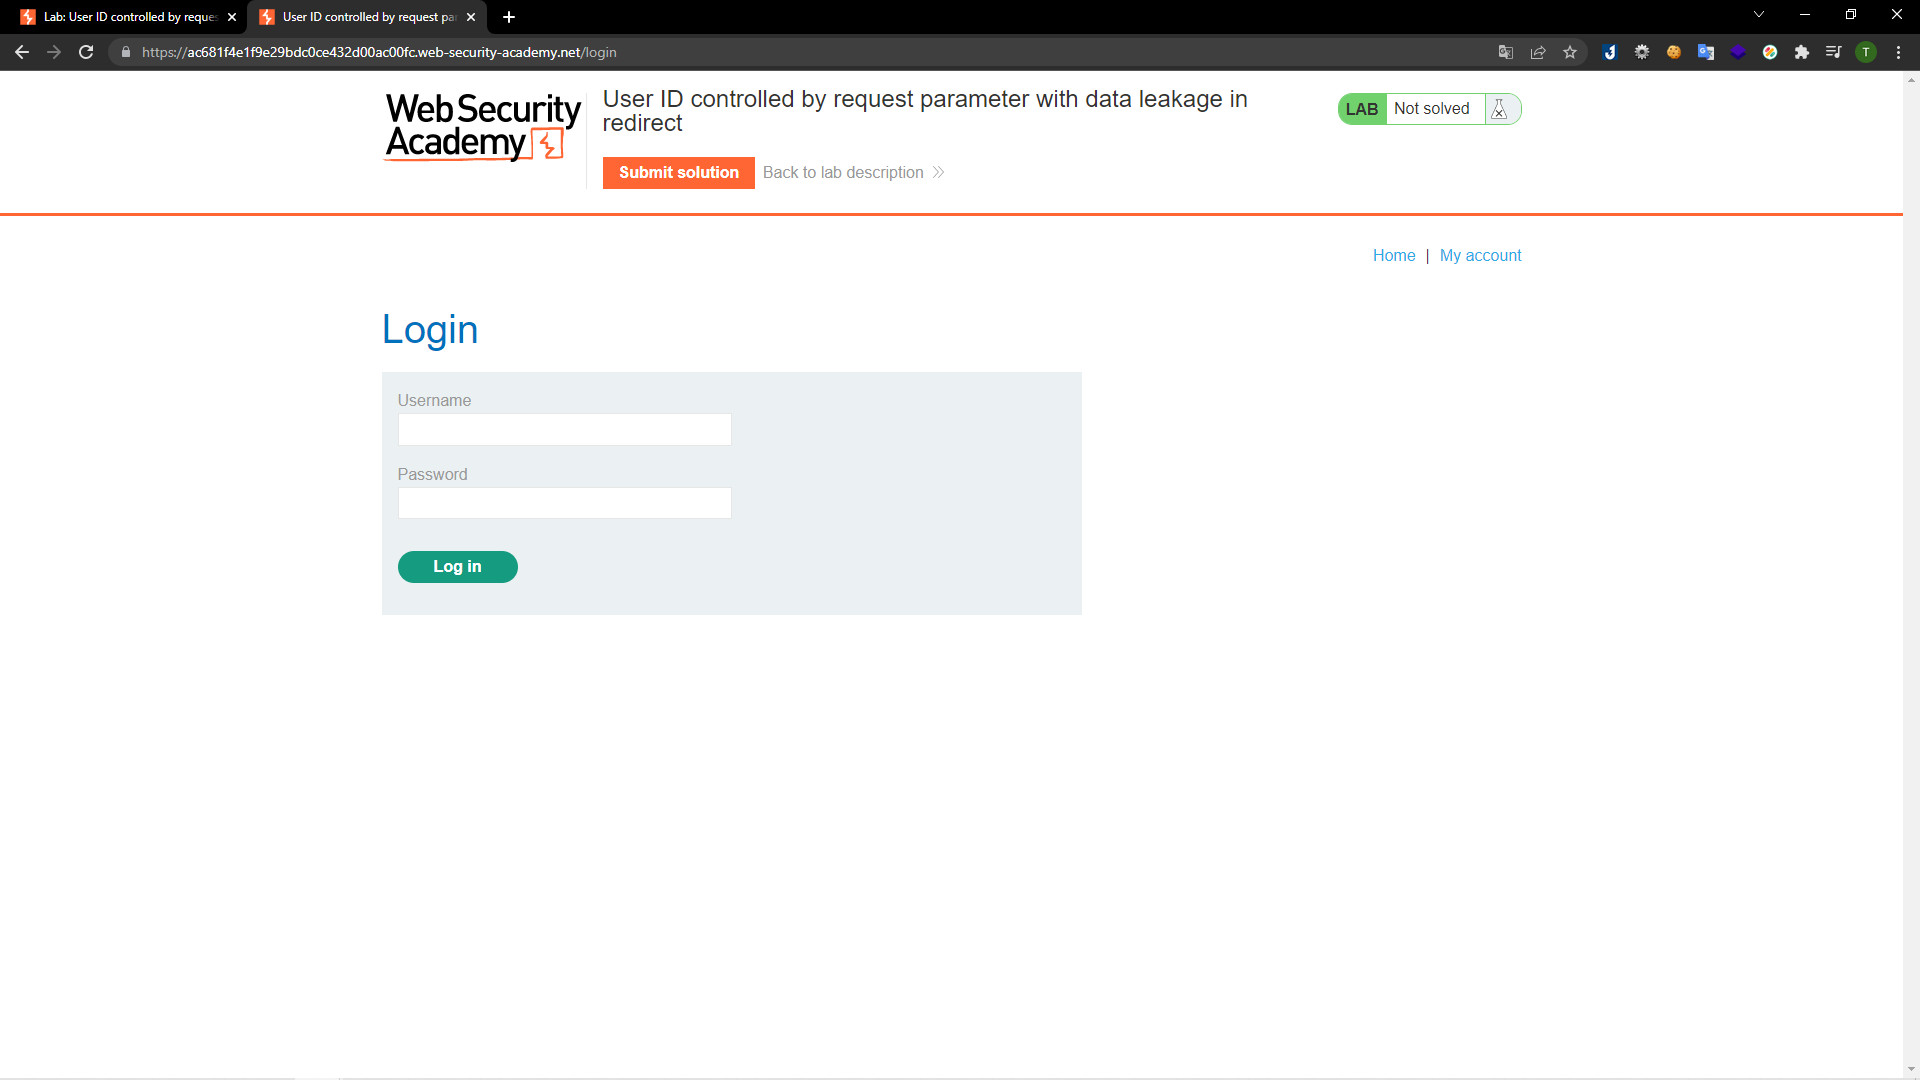 Lab: User ID controlled by reques
User ID controlled by request par
https://ac681f4e1f9e29bdc0ce432d00ac00fc.web-security-academy.net/login
T
Web Security
Academy
User ID controlled by request parameter with data leakage in
redirect
LAB Not solved
Submit solution Back to lab description
Home | My account
Login
Username
Password
Log in